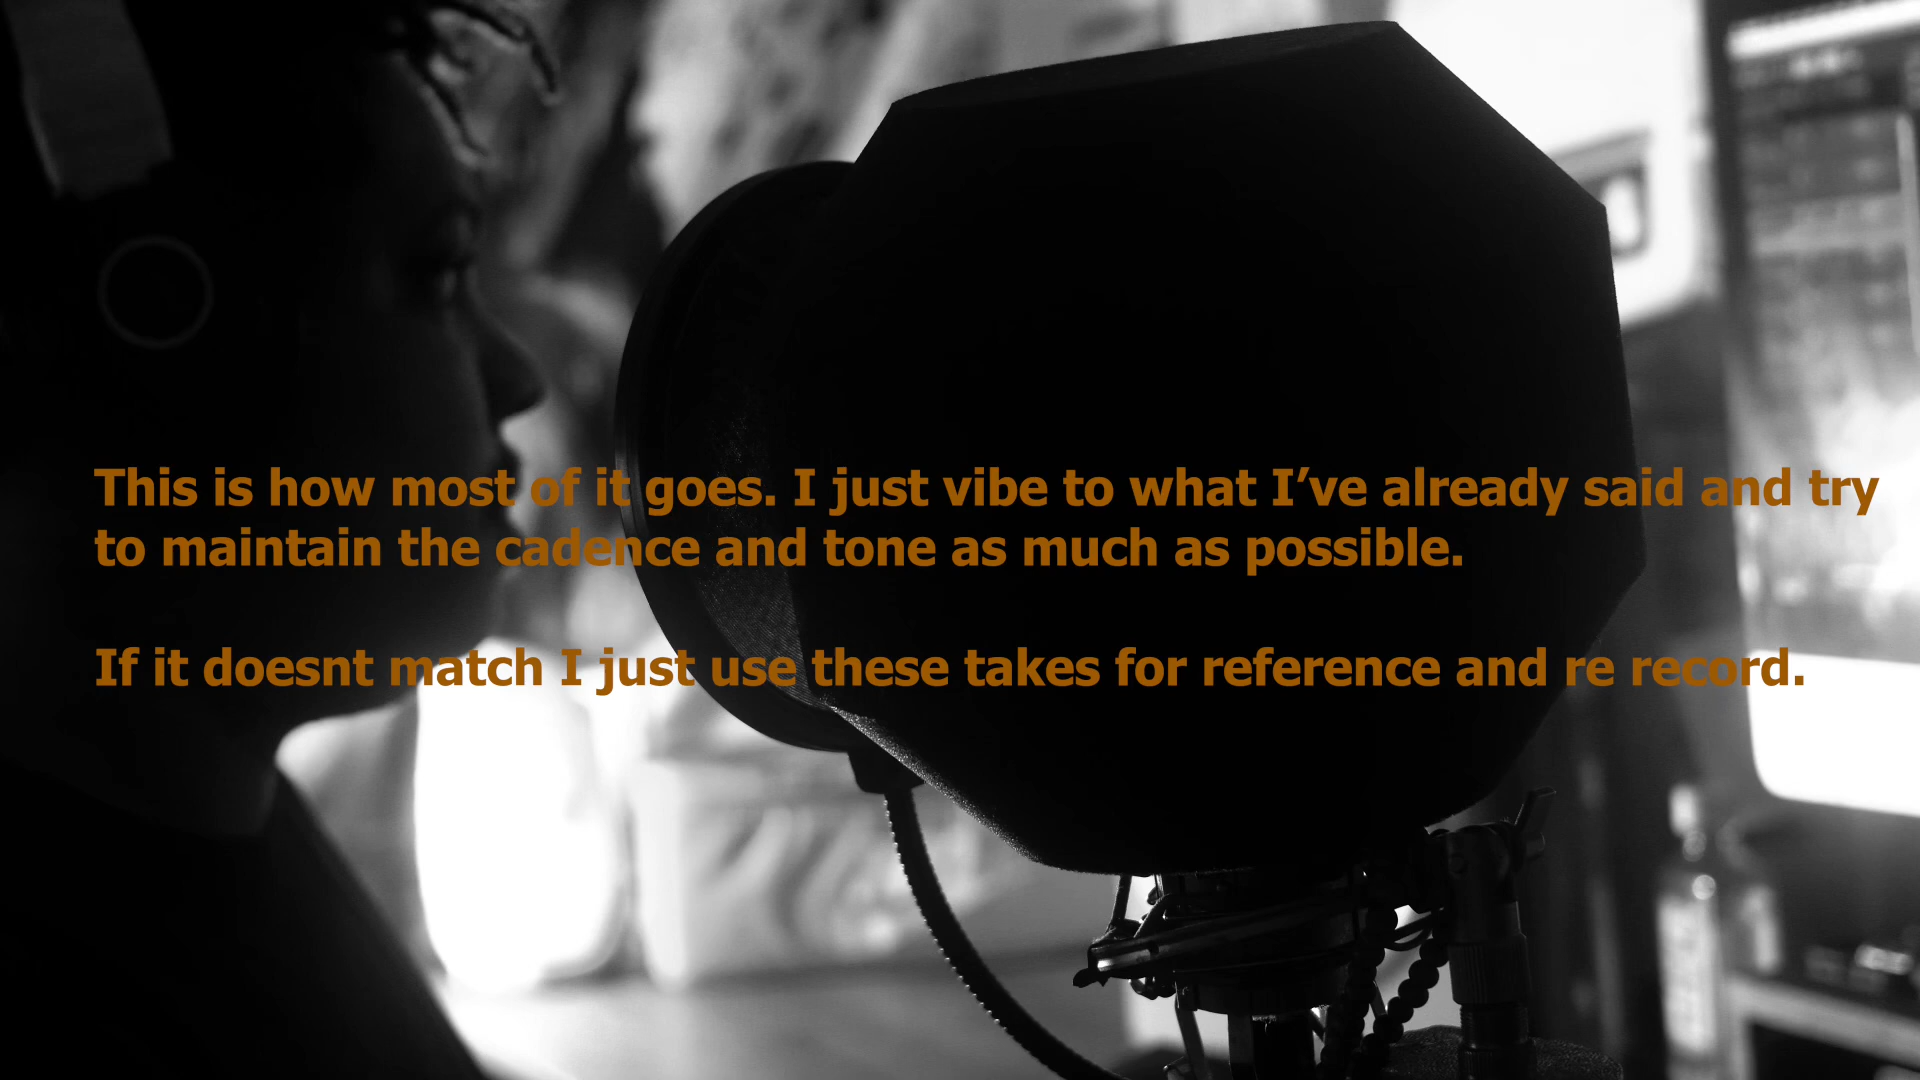 This is how most of it goes. I just vibe to what I’ve already said and try
to maintain the cadence and tone as much as possible.
If it doesnt match I just use these takes for reference and re record.